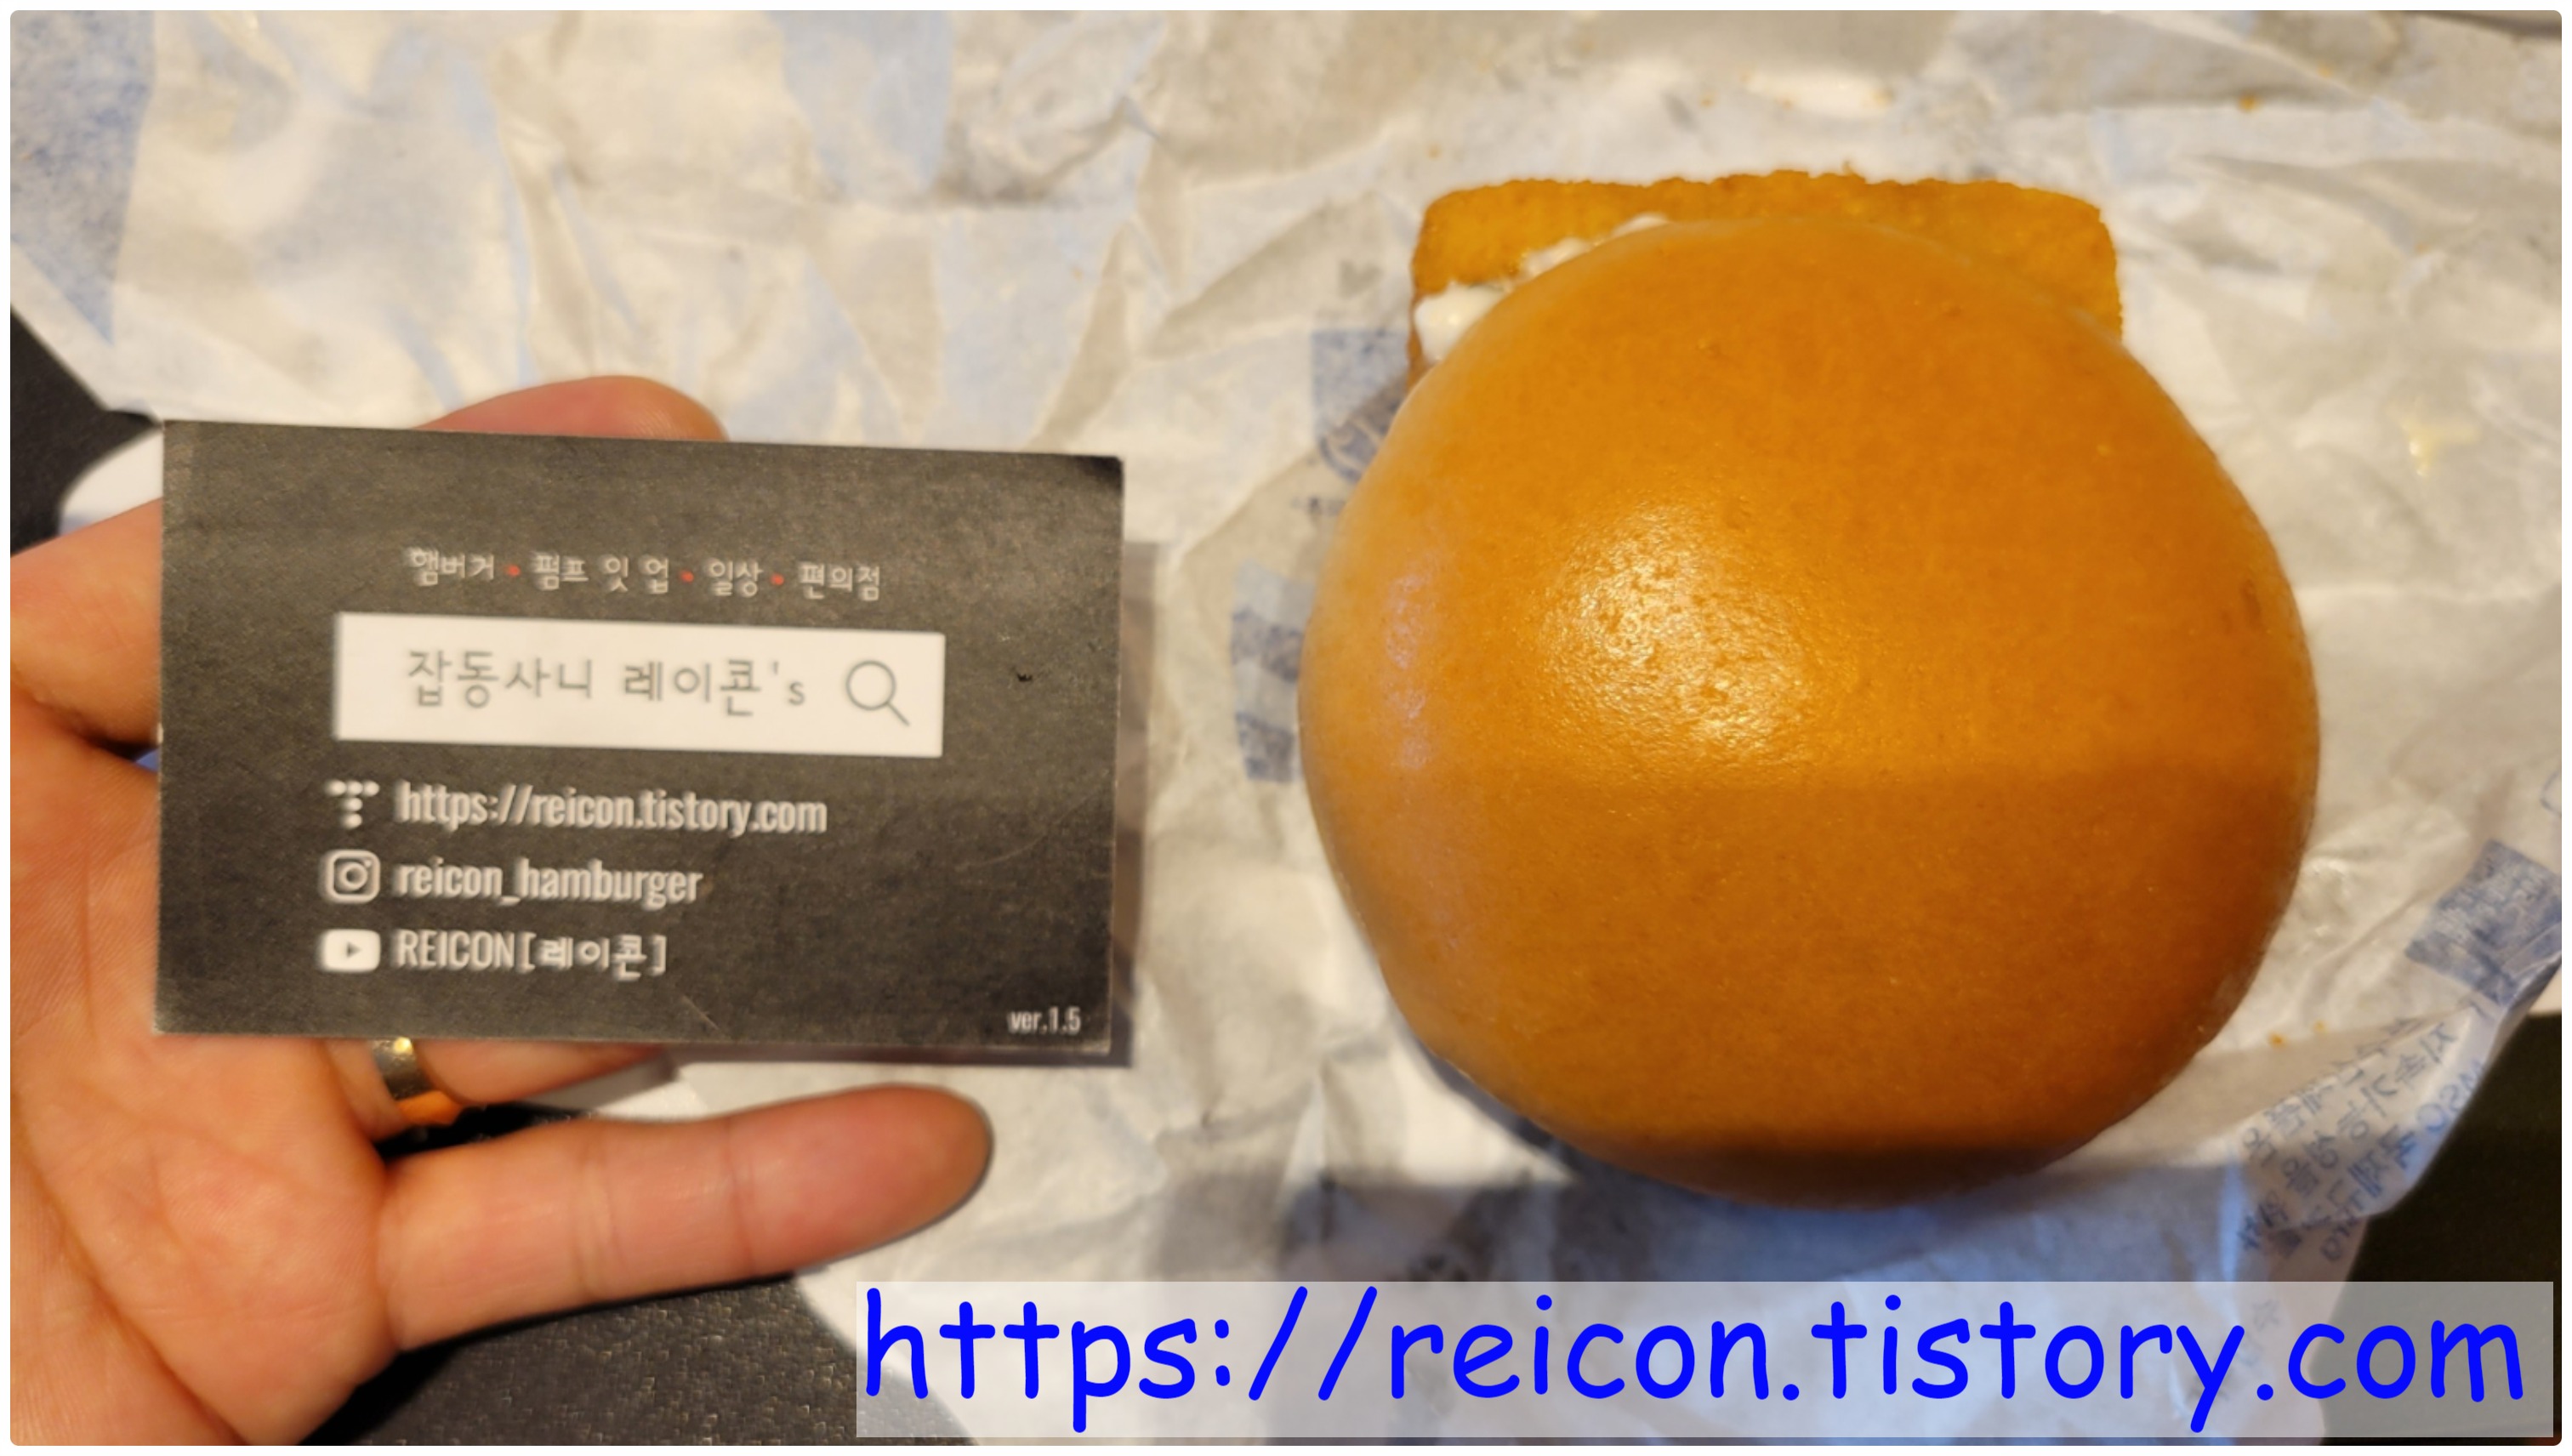 햄버거 • 펌프 잇 업 • 일상 • 편의점
잡동사니 레이콘's
https://reicon.tistory.com
reicon_hamburger
REICON[레이콘]
ver.1.5
https://reicon.tistory.com